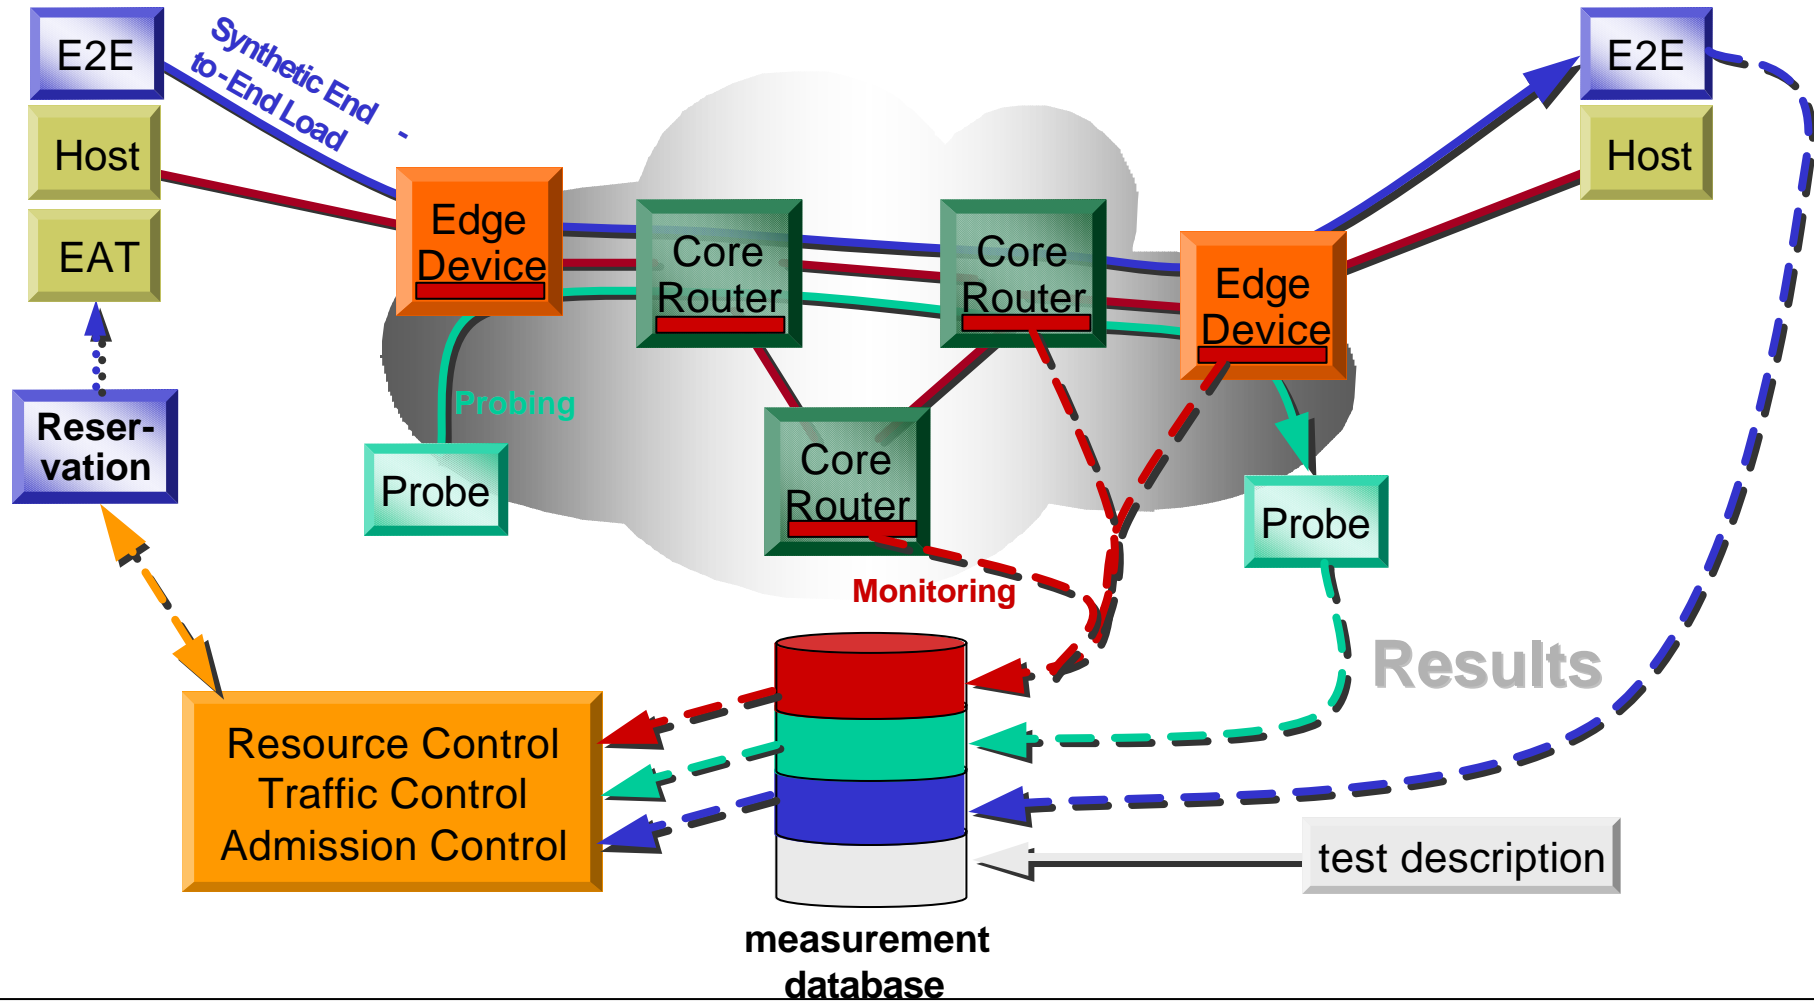 E2E
Host
EAT
Reser-
vation
Synthetic End -
to-End Load
Edge
Device
Core
Router
Core
Router
Edge
Device
E2E
Host
Probing
Probe
Core
Router
Probe
Monitoring
Results
Resource Control
Traffic Control
Admission Control
test description
measurement
database